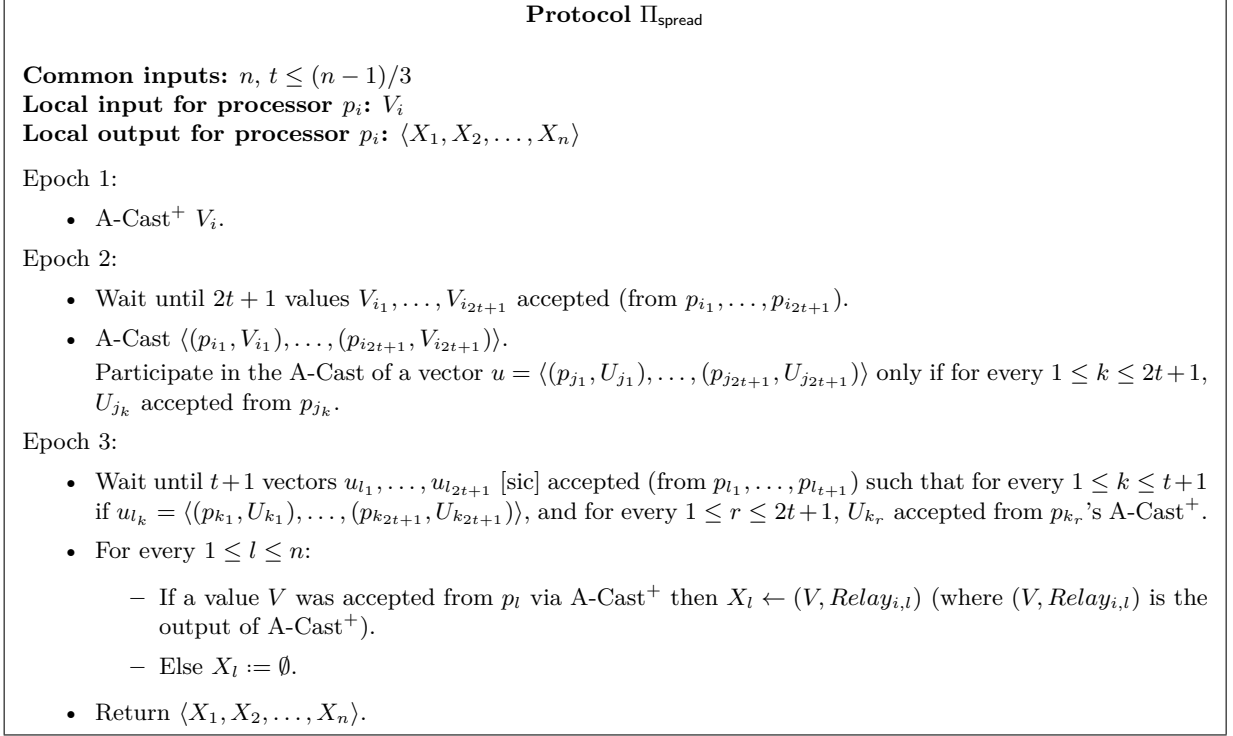 Protocol Π_spread
Common inputs: n, t ≤ (n − 1)/3
Local input for processor p_i: V_i
Local output for processor p_i: ⟨X_1, X_2, . . . , X_n⟩
Epoch 1:
• A-Cast^+ V_i.
Epoch 2:
• Wait until 2t + 1 values V_{i_1}, . . . , V_{i_{2t+1}} accepted (from p_{i_1}, . . . , p_{i_{2t+1}}).
• A-Cast ⟨(p_{i_1}, V_{i_1}), . . . , (p_{i_{2t+1}}, V_{i_{2t+1}})⟩.
Participate in the A-Cast of a vector u = ⟨(p_{j_1}, U_{j_1}), . . . , (p_{j_{2t+1}}, U_{j_{2t+1}})⟩ only if for every 1 ≤ k ≤ 2t+1,
U_{j_k} accepted from p_{j_k}.
Epoch 3:
• Wait until t+1 vectors u_{l_1}, . . . , u_{l_{2t+1}} [sic] accepted (from p_{l_1}, . . . , p_{l_{t+1}}) such that for every 1 ≤ k ≤ t+1
if u_{l_k} = ⟨(p_{k_1}, U_{k_1}), . . . , (p_{k_{2t+1}}, U_{k_{2t+1}})⟩, and for every 1 ≤ r ≤ 2t+1, U_{k_r} accepted from p_{k_r}'s A-Cast^+.
• For every 1 ≤ l ≤ n:
– If a value V was accepted from p_l via A-Cast^+ then X_l ← (V, Relay_{i,l}) (where (V, Relay_{i,l}) is the
output of A-Cast^+).
– Else X_l := ∅.
• Return ⟨X_1, X_2, . . . , X_n⟩.